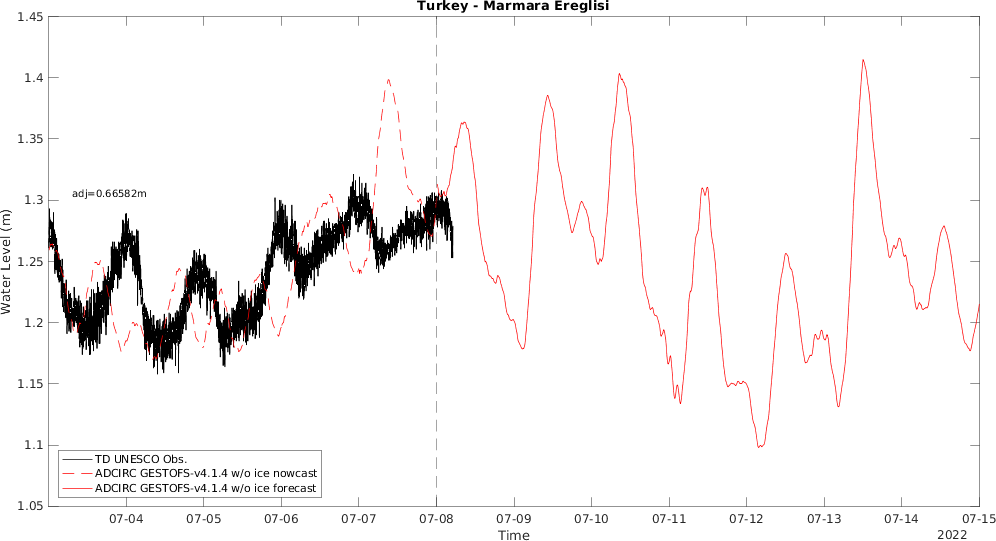 Turkey - Marmara Ereglisi
1.45
1.4
1.35
1.3
1.25
1.2
1.15
1.1
1.05
Water Level (m)
adj=0.66582m
TD UNESCO Obs.
ADCIRC GESTOFS-v4.1.4 w/o ice nowcast
ADCIRC GESTOFS-v4.1.4 w/o ice forecast
07-04 07-05 07-06 07-07 07-08 07-09 07-10 07-11 07-12 07-13 07-14 07-15
Time
2022